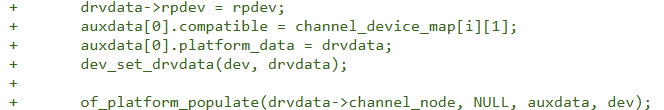 + drvdata->rpdev = rpdev;
+ auxdata[0].compatible = channel_device_map[i][1];
+ auxdata[0].platform_data = drvdata;
+ dev_set_drvdata(dev, drvdata);
+
+ of_platform_populate(drvdata->channel_node, NULL, auxdata, dev);